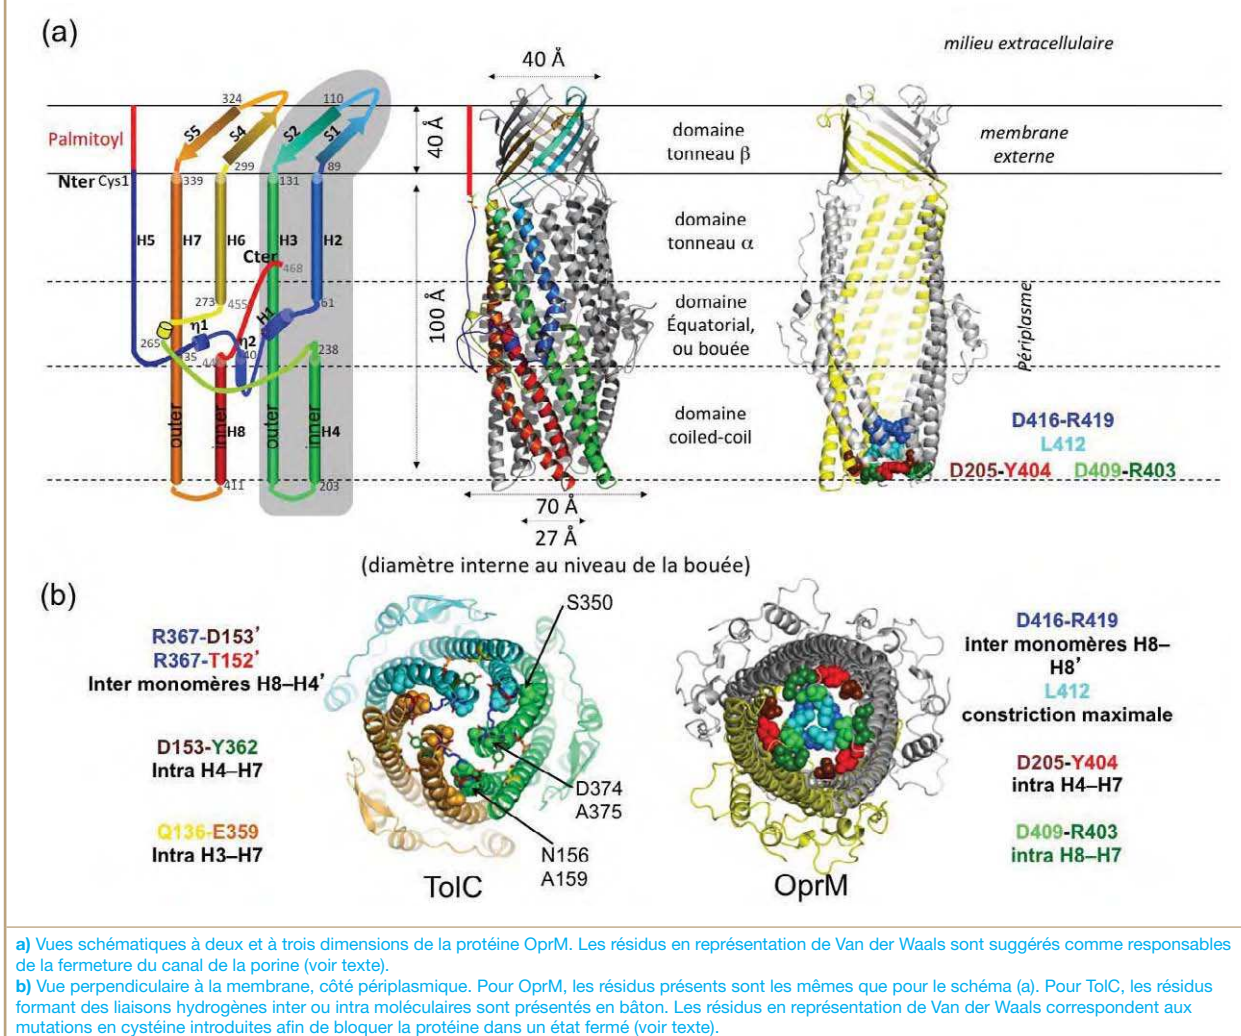 (a)
40 Å
milieu extracellulaire
324
110
Palmitoyl
S5
S4
S2
S1
40 Å
domaine
tonneau β
membrane
externe
299
89
Nter Cys1
339
131
H5
H7
H6
H3
H2
Cter
468
domaine
tonneau α
273
455
61
100 Å
η1
H1
domaine
Équatorial,
ou bouée
Périplasme
265
35
η2
40
44
238
outer
inner
outer
inner
H8
H4
domaine
coiled-coil
D416-R419
L412
D205-Y404 D409-R403
411
203
70 Å
27 Å
(diamètre interne au niveau de la bouée)
(b)
S350
R367-D153'
R367-T152'
Inter monomères H8–H4'
D153-Y362
Intra H4–H7
Q136-E359
Intra H3–H7
D374
A375
N156
A159
TolC
OprM
D416-R419
inter monomères H8–
H8'
L412
constriction maximale
D205-Y404
intra H4–H7
D409-R403
intra H8–H7
a) Vues schématiques à deux et à trois dimensions de la protéine OprM. Les résidus en représentation de Van der Waals sont suggérés comme responsables
de la fermeture du canal de la porine (voir texte).
b) Vue perpendiculaire à la membrane, côté périplasmique. Pour OprM, les résidus présents sont les mêmes que pour le schéma (a). Pour TolC, les résidus
formant des liaisons hydrogènes inter ou intra moléculaires sont présentés en bâton. Les résidus en représentation de Van der Waals correspondent aux
mutations en cystéine introduites afin de bloquer la protéine dans un état fermé (voir texte).